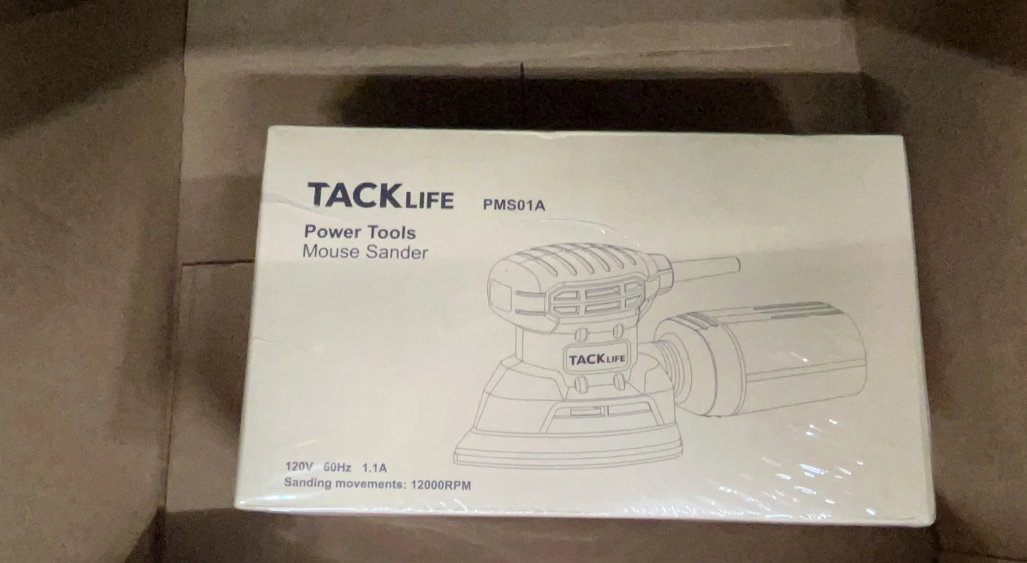 TACKLIFE PMS01A
Power Tools
Mouse Sander
TACKLIFE
120V 60Hz 1.1A
Sanding movements: 12000RPM